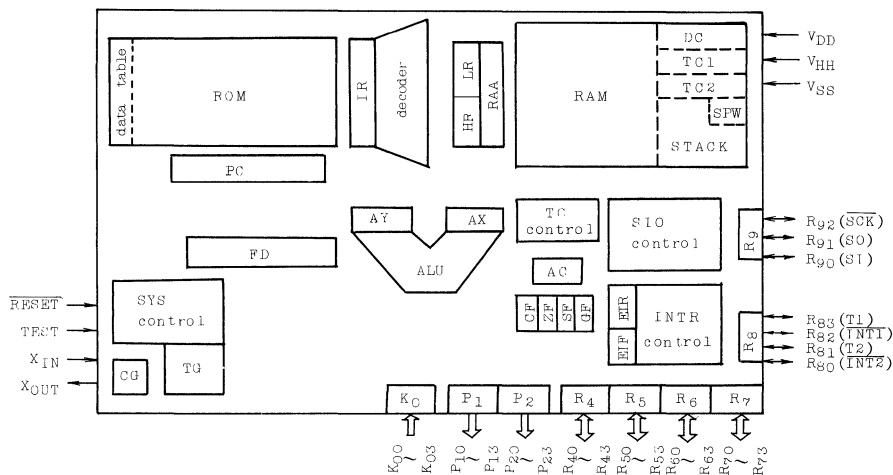 data table
ROM
IR
decoder
HR LR
RAA
RAM
DC
TC1
TC2
SPW
STACK
VDD
VHH
VSS
PC
FD
AY
AX
ALU
TC
control
SIO
control
R9
R92(SCK)
R91(SO)
R90(SI)
AC
CF
ZF
SF
GF
EIR
EIF
INTR
control
R8
R83(T1)
R82(INT1)
R81(T2)
R80(INT2)
RESET
TEST
XIN
XOUT
SYS
control
CG
TG
K0
P1
P2
R4
R5
R6
R7
K00 ~ K03
P10 ~ P13
P20 ~ P23
R40 ~ R43
R50 ~ R53
R60 ~ R63
R70 ~ R73